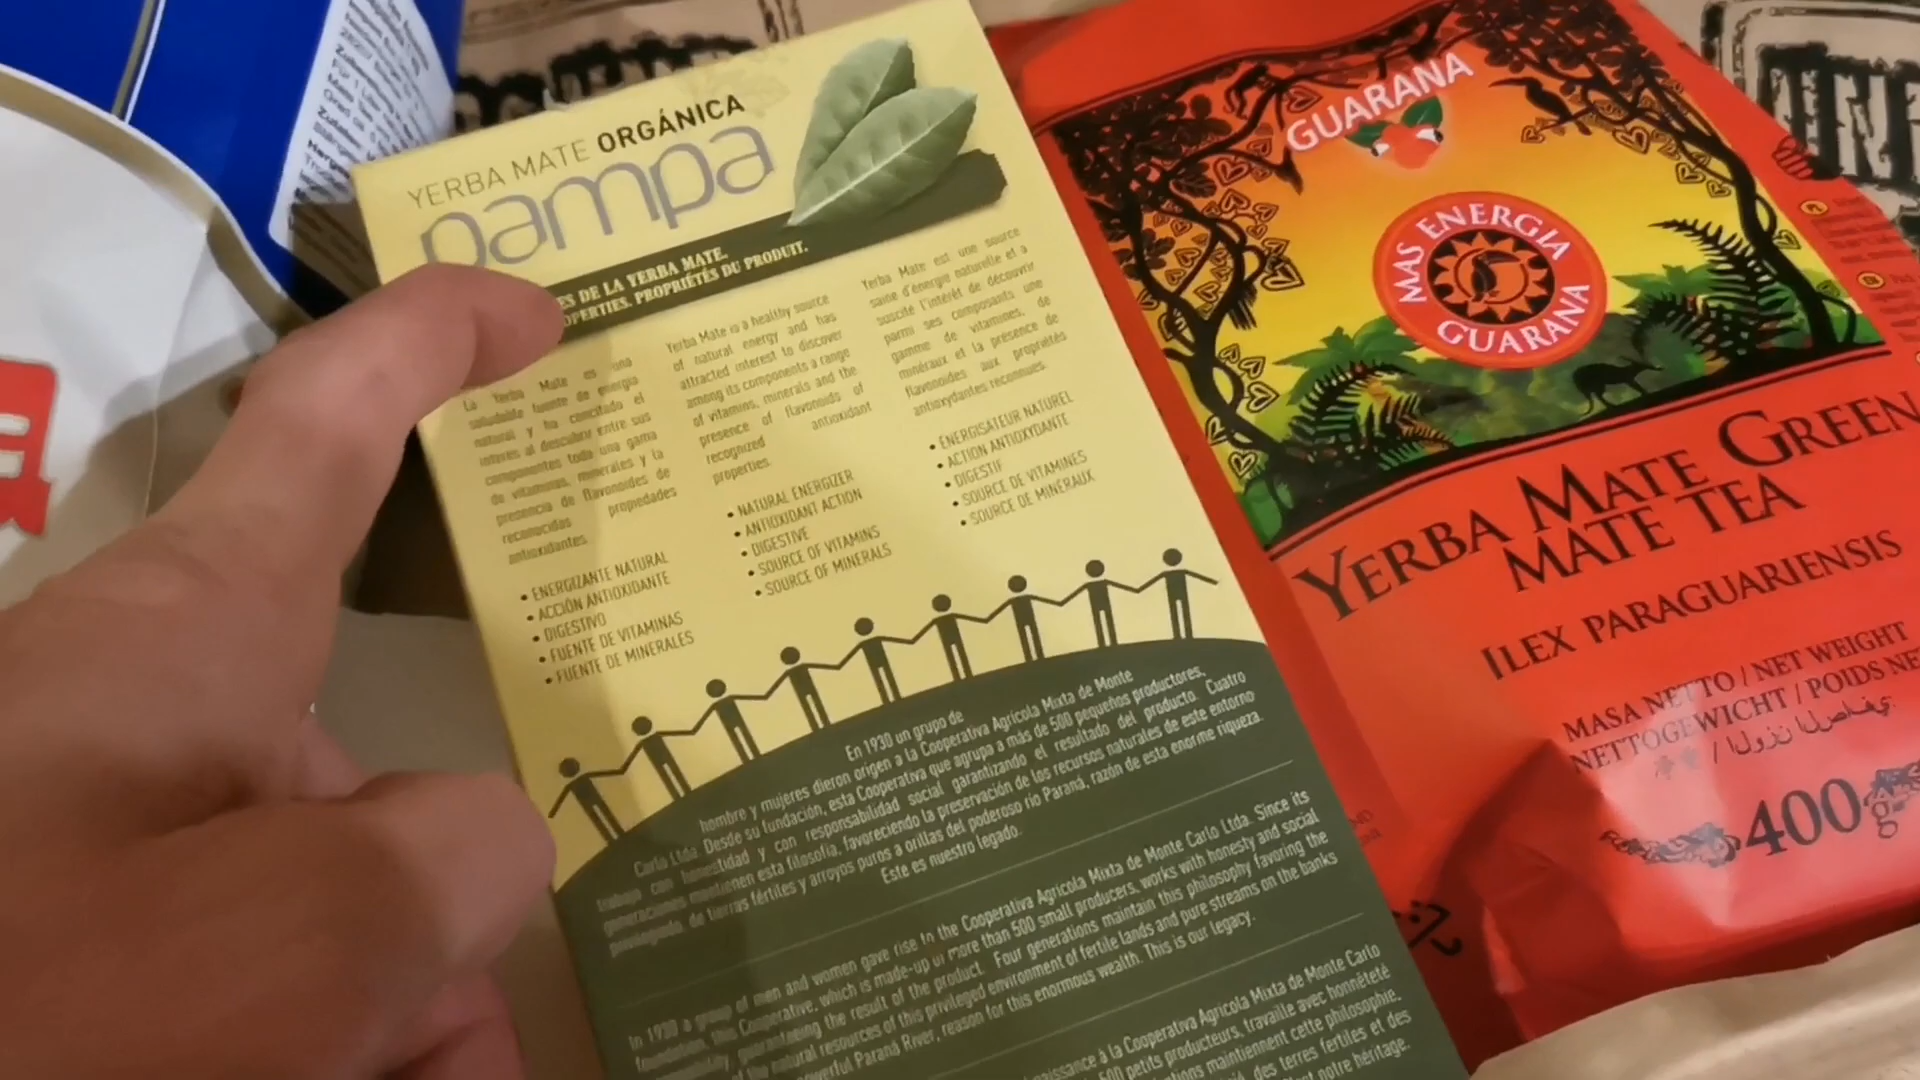 YERBA MATE ORGÁNICA
pampa
ES DE LA YERBA MATE.
OPERTIES. PROPRIÉTÉS DU PRODUIT.
La Yerba Mate es una
saludable fuente de energía
natural y ha concitado el
interés al descubrir entre sus
componentes toda una gama
de vitaminas, minerales y la
presencia de flavonoides de
reconocidas propiedades
antioxidantes.
• ENERGIZANTE NATURAL
• ACCIÓN ANTIOXIDANTE
• DIGESTIVO
• FUENTE DE VITAMINAS
• FUENTE DE MINERALES
Yerba Mate is a healthy source
of natural energy and has
attracted interest to discover
among its components a range
of vitamins, minerals and the
presence of flavonoids of
recognized antioxidant
properties.
• NATURAL ENERGIZER
• ANTIOXIDANT ACTION
• DIGESTIVE
• SOURCE OF VITAMINS
• SOURCE OF MINERALS
Yerba Mate est une source
saine d'énergie naturelle et a
suscité l'intérêt de découvrir
parmi ses composants une
gamme de vitamines, de
minéraux et la présence de
flavonoides aux propriétés
antioxydantes reconnues.
• ÉNERGISATEUR NATUREL
• ACTION ANTIOXYDANTE
• DIGESTIF
• SOURCE DE VITAMINES
• SOURCE DE MINÉRAUX
En 1930 un grupo de
hombre y mujeres dieron origen a la Cooperativa Agrícola Mixta de Monte
Carlo Ltda. Desde su fundación, esta Cooperativa que agrupa a más de 500 pequeños productores,
trabaja con honestidad y con responsabilidad social garantizando el resultado del producto. Cuatro
generaciones mantienen esta filosofía, favoreciendo la preservación de los recursos naturales de este entorno
privilegiado de tierras fértiles y arroyos puros a orillas del poderoso río Paraná, razón de esta enorme riqueza.
Este es nuestro legado.
In 1930 a group of men and women gave rise to the Cooperativa Agrícola Mixta de Monte Carlo Ltda. Since its
foundation, this Cooperative, which is made-up of more than 500 small producers, works with honesty and social
guaranteeing the result of the product. Four generations maintain this philosophy favoring the
of the natural resources of this privileged environment of fertile lands and pure streams on the banks
powerful Paraná River, reason for this enormous wealth. This is our legacy.
naissance à la Cooperativa Agrícola Mixta de Monte Carlo
500 petits producteurs, travaille avec honnêteté
maintiennent cette philosophie,
des terres fertiles et des
notre héritage.
GUARANA
MAS ENERGIA
GUARANA
YERBA MATE GREEN
MATE TEA
ILEX PARAGUARIENSIS
MASA NETTO / NET WEIGHT
NETTOGEWICHT / POIDS NE
/ الوزن الصافي:
400g